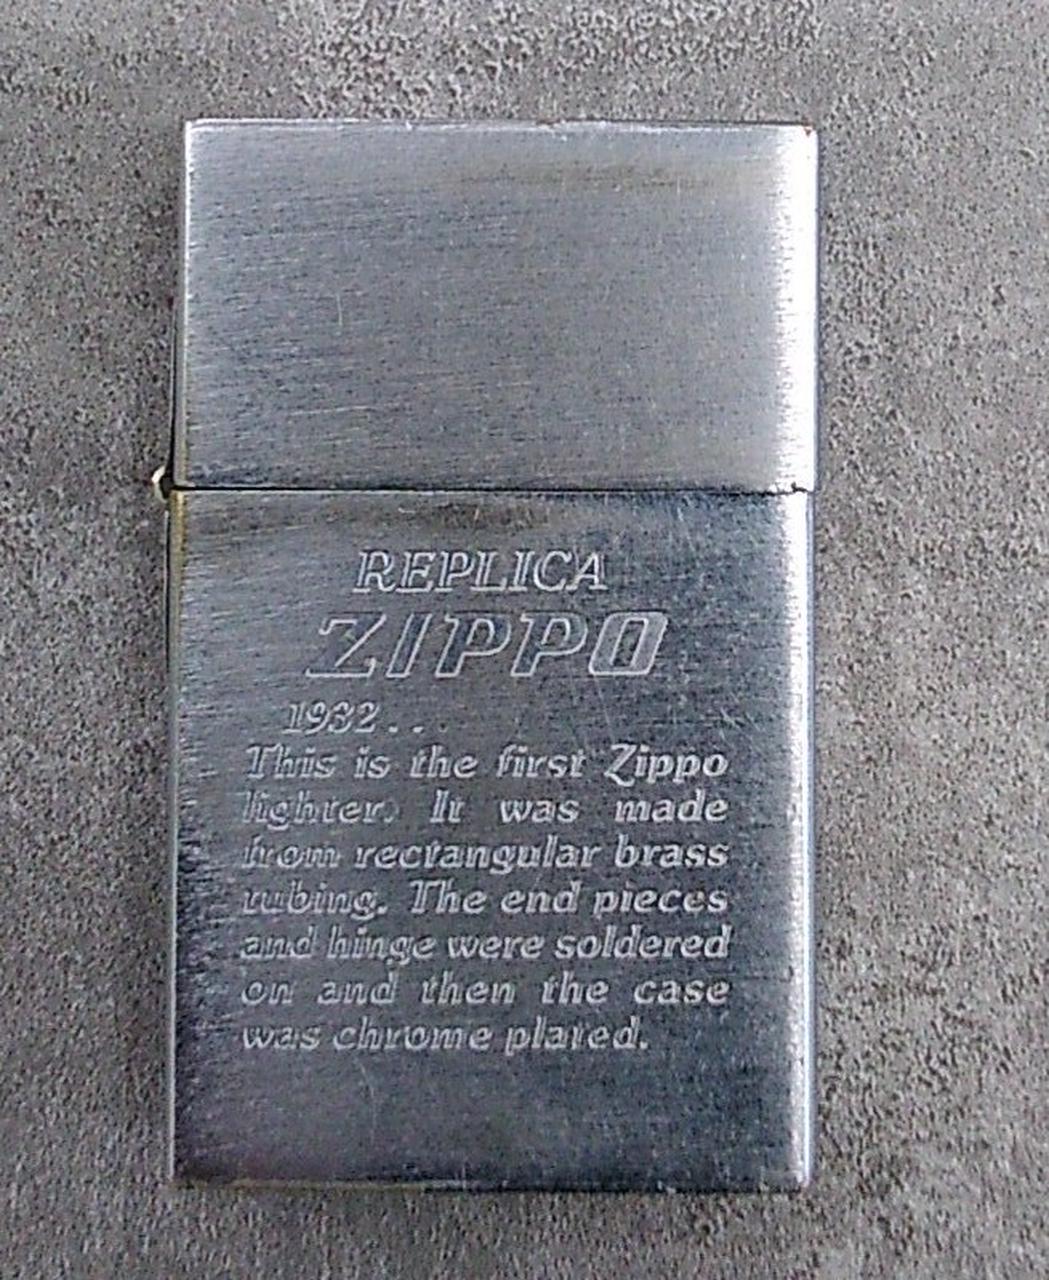 REPLICA
ZIPPO
1932...
This is the first Zippo
lighter. It was made
from rectangular brass
tubing. The end pieces
and hinge were soldered
on and then the case
was chrome plated.